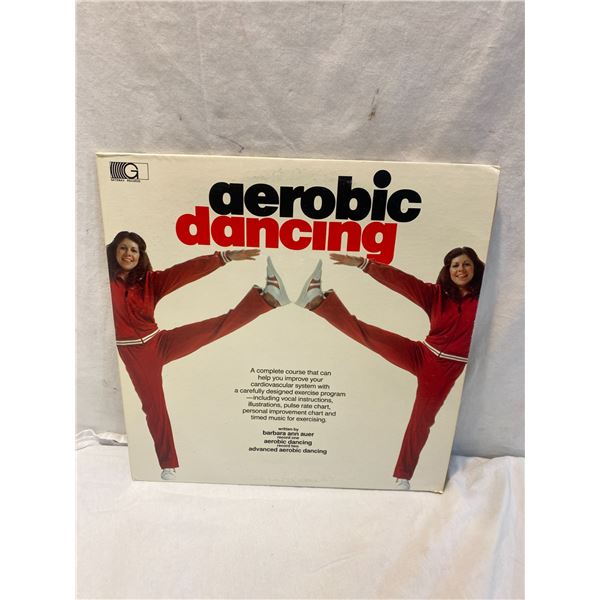 G
GATEWAY RECORDS
aerobic
dancing
A complete course that can
help you improve your
cardiovascular system with
a carefully designed exercise program
—including vocal instructions,
illustrations, pulse rate chart,
personal improvement chart and
timed music for exercising.
written by
barbara ann auer
record one
aerobic dancing
record two
advanced aerobic dancing